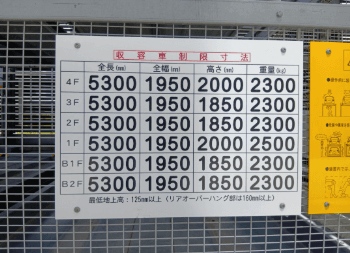 収容車制限寸法
全長(mm) 全幅(mm) 高さ(mm) 重量(kg)
4F 5300 1950 2000 2300
3F 5300 1950 1850 2300
2F 5300 1950 1850 2300
1F 5300 1950 2000 2500
B1F 5300 1950 1850 2300
B2F 5300 1950 1850 2300
最低地上高:125mm以上(リアオーバーハング部は160mm以上)